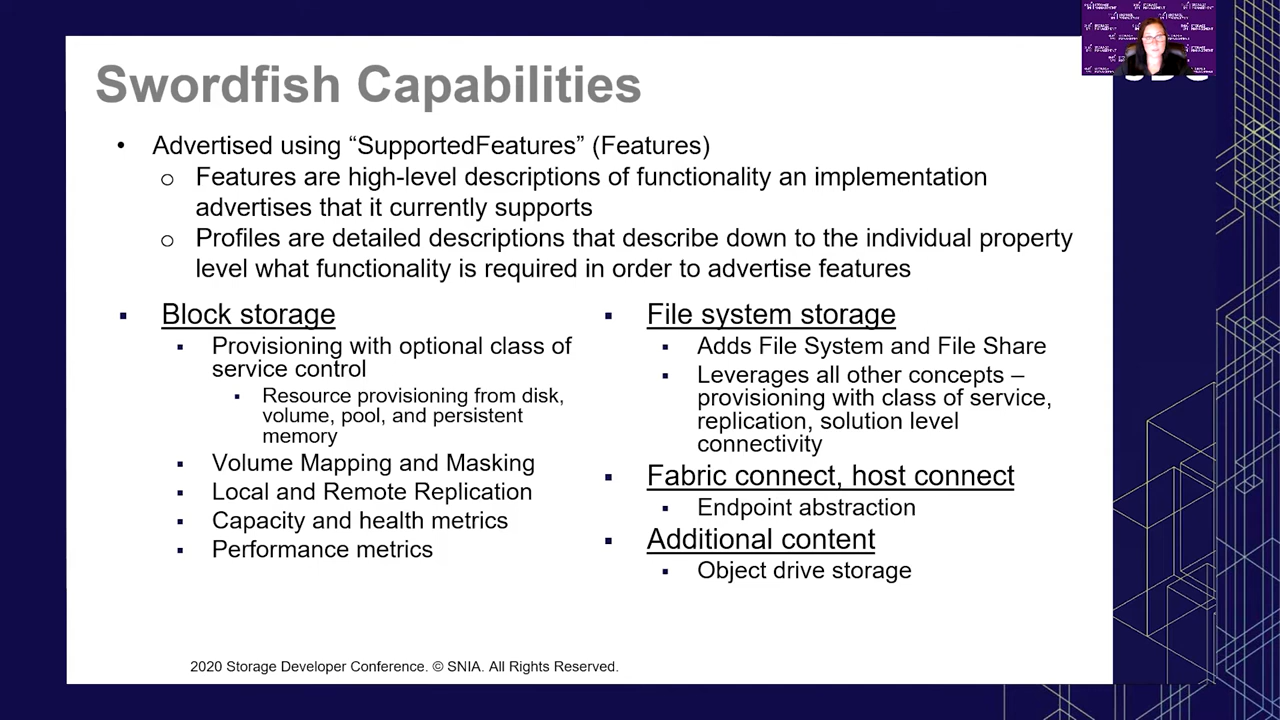 Swordfish Capabilities
• Advertised using “SupportedFeatures” (Features)
o Features are high-level descriptions of functionality an implementation
advertises that it currently supports
o Profiles are detailed descriptions that describe down to the individual property
level what functionality is required in order to advertise features
▪ Block storage
▪ Provisioning with optional class of
service control
▪ Resource provisioning from disk,
volume, pool, and persistent
memory
▪ Volume Mapping and Masking
▪ Local and Remote Replication
▪ Capacity and health metrics
▪ Performance metrics
▪ File system storage
▪ Adds File System and File Share
▪ Leverages all other concepts –
provisioning with class of service,
replication, solution level
connectivity
▪ Fabric connect, host connect
▪ Endpoint abstraction
▪ Additional content
▪ Object drive storage
2020 Storage Developer Conference. © SNIA. All Rights Reserved.